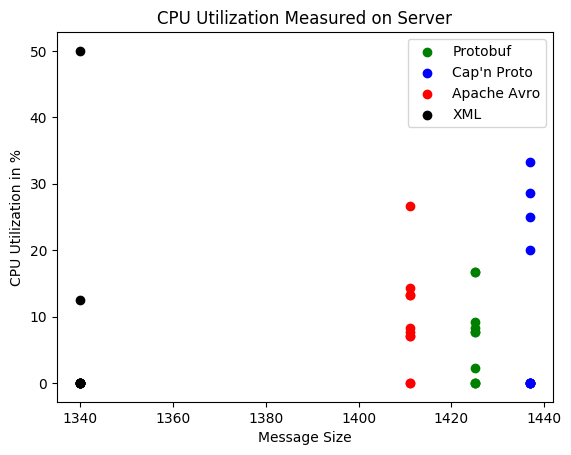 CPU Utilization Measured on Server
Protobuf
Cap'n Proto
Apache Avro
XML
CPU Utilization in %
50
40
30
20
10
0
1340 1360 1380 1400 1420 1440
Message Size